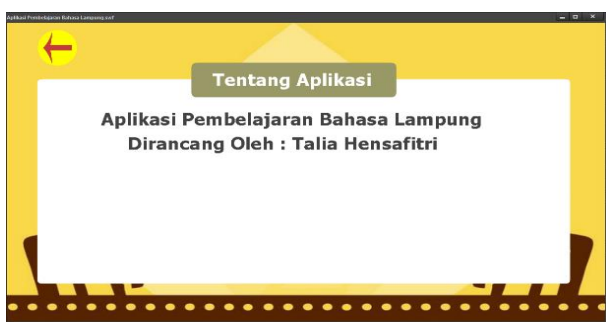 Aplikasi Pembelajaran Bahasa Lampung.swf
Tentang Aplikasi
Aplikasi Pembelajaran Bahasa Lampung
Dirancang Oleh : Talia Hensafitri